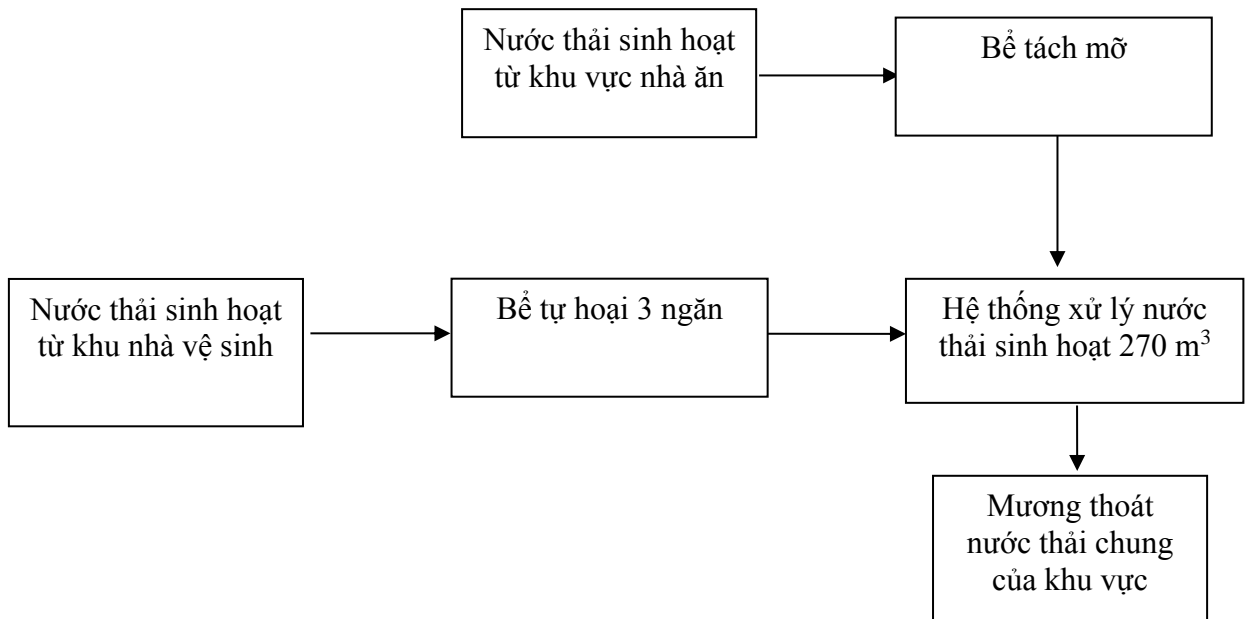 Nước thải sinh hoạt
từ khu vực nhà ăn
Bể tách mỡ
Nước thải sinh hoạt
từ khu nhà vệ sinh
Bể tự hoại 3 ngăn
Hệ thống xử lý nước
thải sinh hoạt 270 m³
Mương thoát
nước thải chung
của khu vực